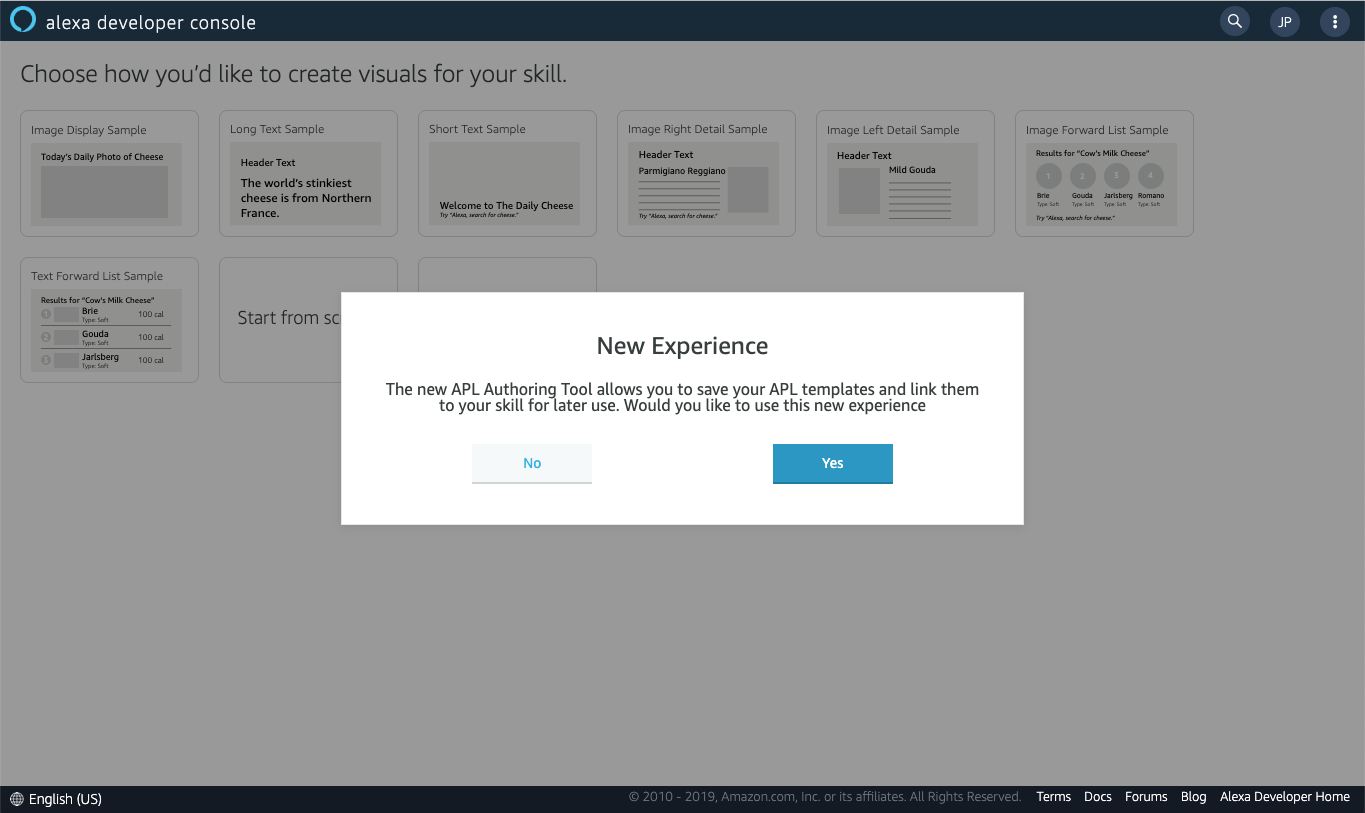 alexa developer console
JP
Choose how you'd like to create visuals for your skill.
Image Display Sample
Today's Daily Photo of Cheese
Long Text Sample
Header Text
The world's stinkiest
cheese is from Northern
France.
Short Text Sample
Welcome to The Daily Cheese
Try "Alexa, search for cheese."
Image Right Detail Sample
Header Text
Parmigiano Reggiano
Try "Alexa, search for cheese."
Image Left Detail Sample
Header Text
Mild Gouda
Image Forward List Sample
Results for "Cow's Milk Cheese"
1 2 3 4
Brie Gouda Jarlsberg Romano
Type: Soft Type: Soft Type: Soft Type: Soft
Try "Alexa, search for cheese."
Text Forward List Sample
Results for "Cow's Milk Cheese"
1 Brie 100 cal
Type: Soft
2 Gouda 100 cal
Type: Soft
3 Jarlsberg 100 cal
Type: Soft
Start from sc
New Experience
The new APL Authoring Tool allows you to save your APL templates and link them
to your skill for later use. Would you like to use this new experience
No Yes
English (US)
© 2010 - 2019, Amazon.com, Inc. or its affiliates. All Rights Reserved. Terms Docs Forums Blog Alexa Developer Home